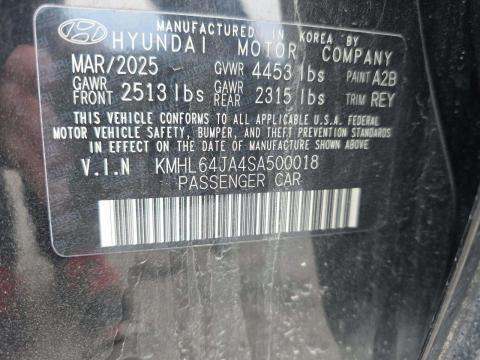 MANUFACTURED IN KOREA BY
HYUNDAI MOTOR COMPANY
MAR/2025 GVWR 4453 lbs PAINT A2B
GAWR FRONT 2513 lbs GAWR REAR 2315 lbs TRIM REY
THIS VEHICLE CONFORMS TO ALL APPLICABLE U.S.A. FEDERAL
MOTOR VEHICLE SAFETY, BUMPER, AND THEFT PREVENTION STANDARDS
IN EFFECT ON THE DATE OF MANUFACTURE SHOWN ABOVE.
V.I.N KMHL64JA4SA500018
PASSENGER CAR